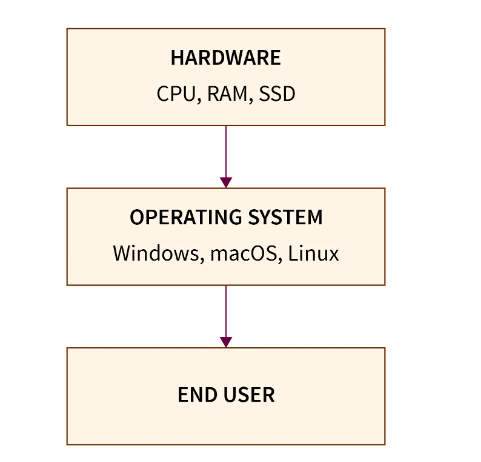 HARDWARE
CPU, RAM, SSD
OPERATING SYSTEM
Windows, macOS, Linux
END USER